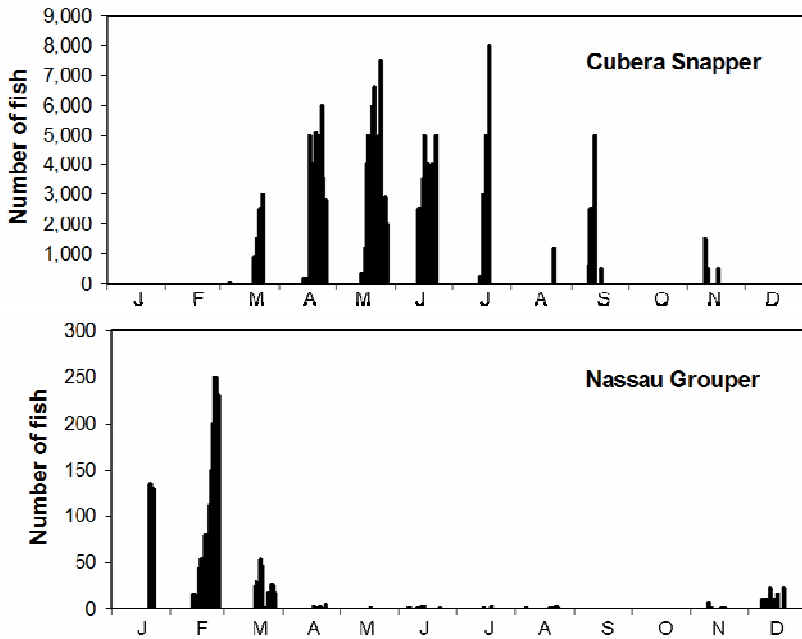 9,000
8,000
7,000
6,000
5,000
4,000
3,000
2,000
1,000
0
Number of fish
Cubera Snapper
J F M A M J J A S O N D
300
250
200
150
100
50
0
Number of fish
Nassau Grouper
J F M A M J J A S O N D